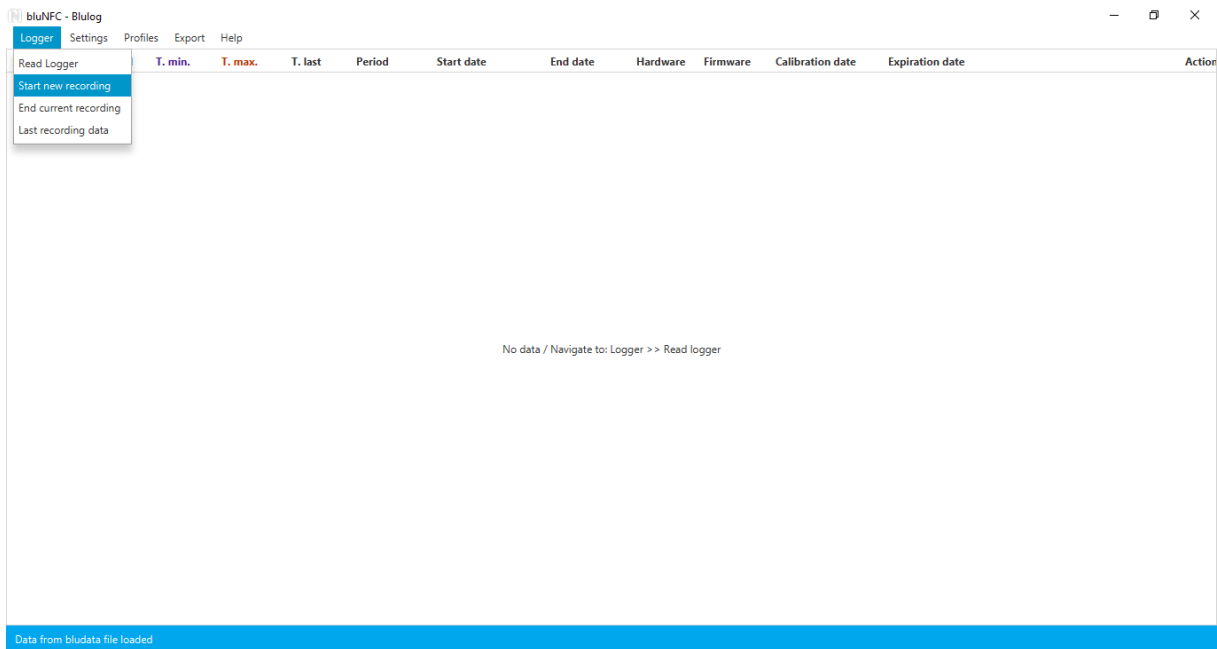 bluNFC - Blulog
Logger Settings Profiles Export Help
T. min. T. max. T. last Period Start date End date Hardware Firmware Calibration date Expiration date Action
Read Logger
Start new recording
End current recording
Last recording data
No data / Navigate to: Logger >> Read logger
Data from bludata file loaded